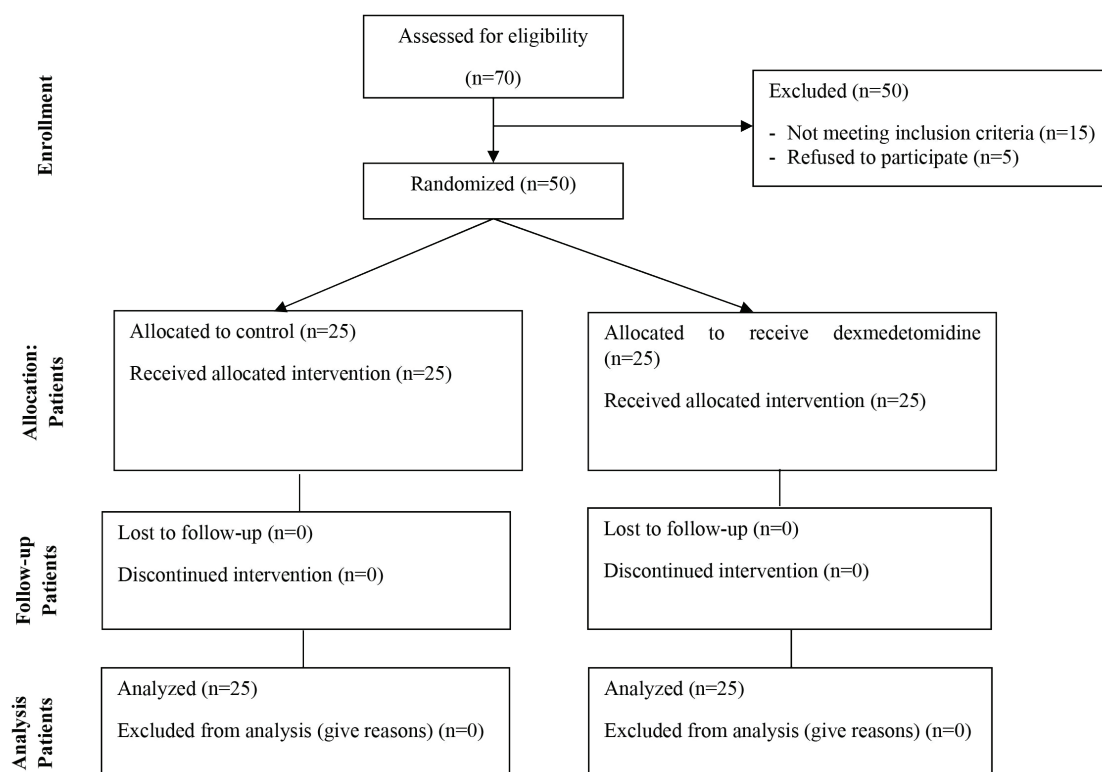 Enrollment
Assessed for eligibility
(n=70)
Excluded (n=50)
- Not meeting inclusion criteria (n=15)
- Refused to participate (n=5)
Randomized (n=50)
Allocation:
Patients
Allocated to control (n=25)
Received allocated intervention (n=25)
Allocated to receive dexmedetomidine
(n=25)
Received allocated intervention (n=25)
Follow-up
Patients
Lost to follow-up (n=0)
Discontinued intervention (n=0)
Lost to follow-up (n=0)
Discontinued intervention (n=0)
Analysis
Patients
Analyzed (n=25)
Excluded from analysis (give reasons) (n=0)
Analyzed (n=25)
Excluded from analysis (give reasons) (n=0)